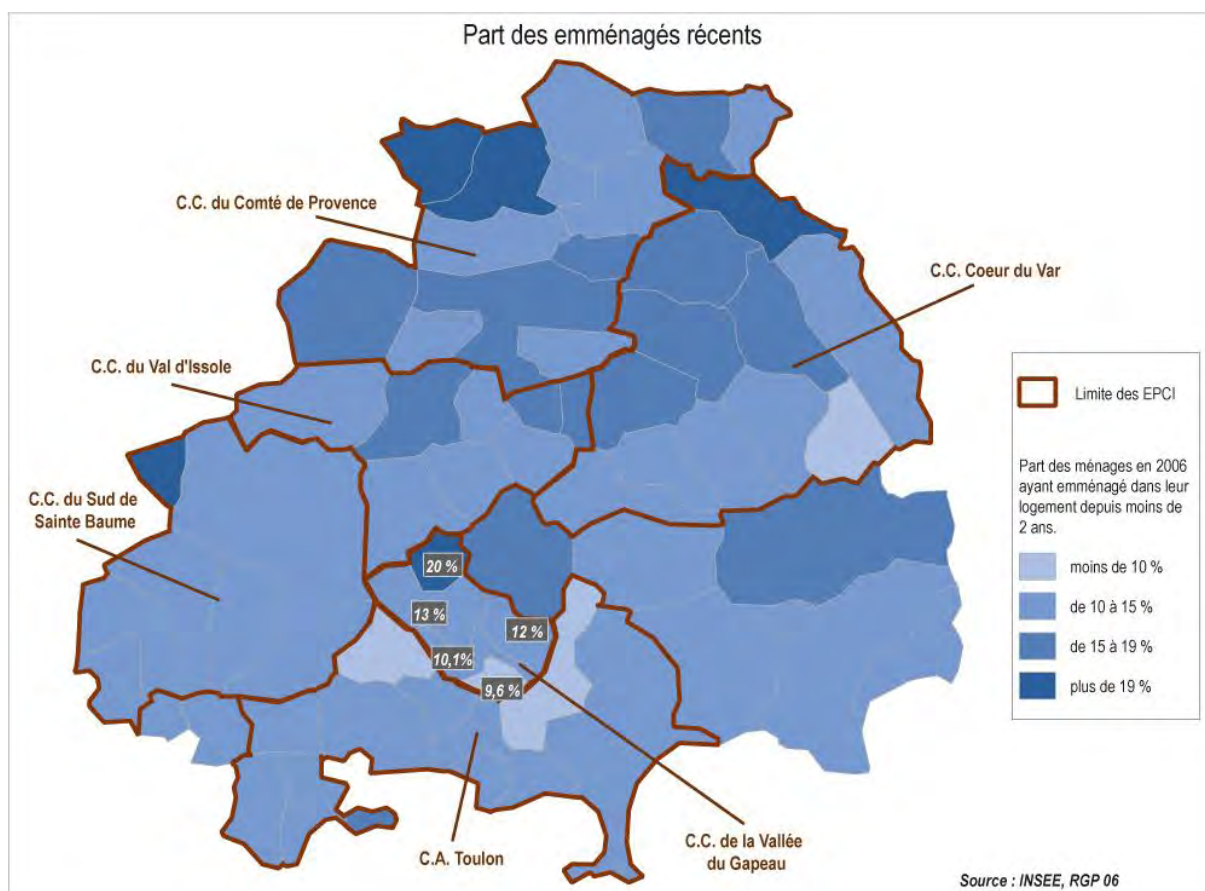 Part des emménagés récents
C.C. du Comté de Provence
C.C. Coeur du Var
C.C. du Val d'Issole
C.C. du Sud de
Sainte Baume
20 %
13 %
12 %
10,1%
9,6 %
C.A. Toulon
C.C. de la Vallée
du Gapeau
Limite des EPCI
Part des ménages en 2006
ayant emménagé dans leur
logement depuis moins de
2 ans.
moins de 10 %
de 10 à 15 %
de 15 à 19 %
plus de 19 %
Source : INSEE, RGP 06